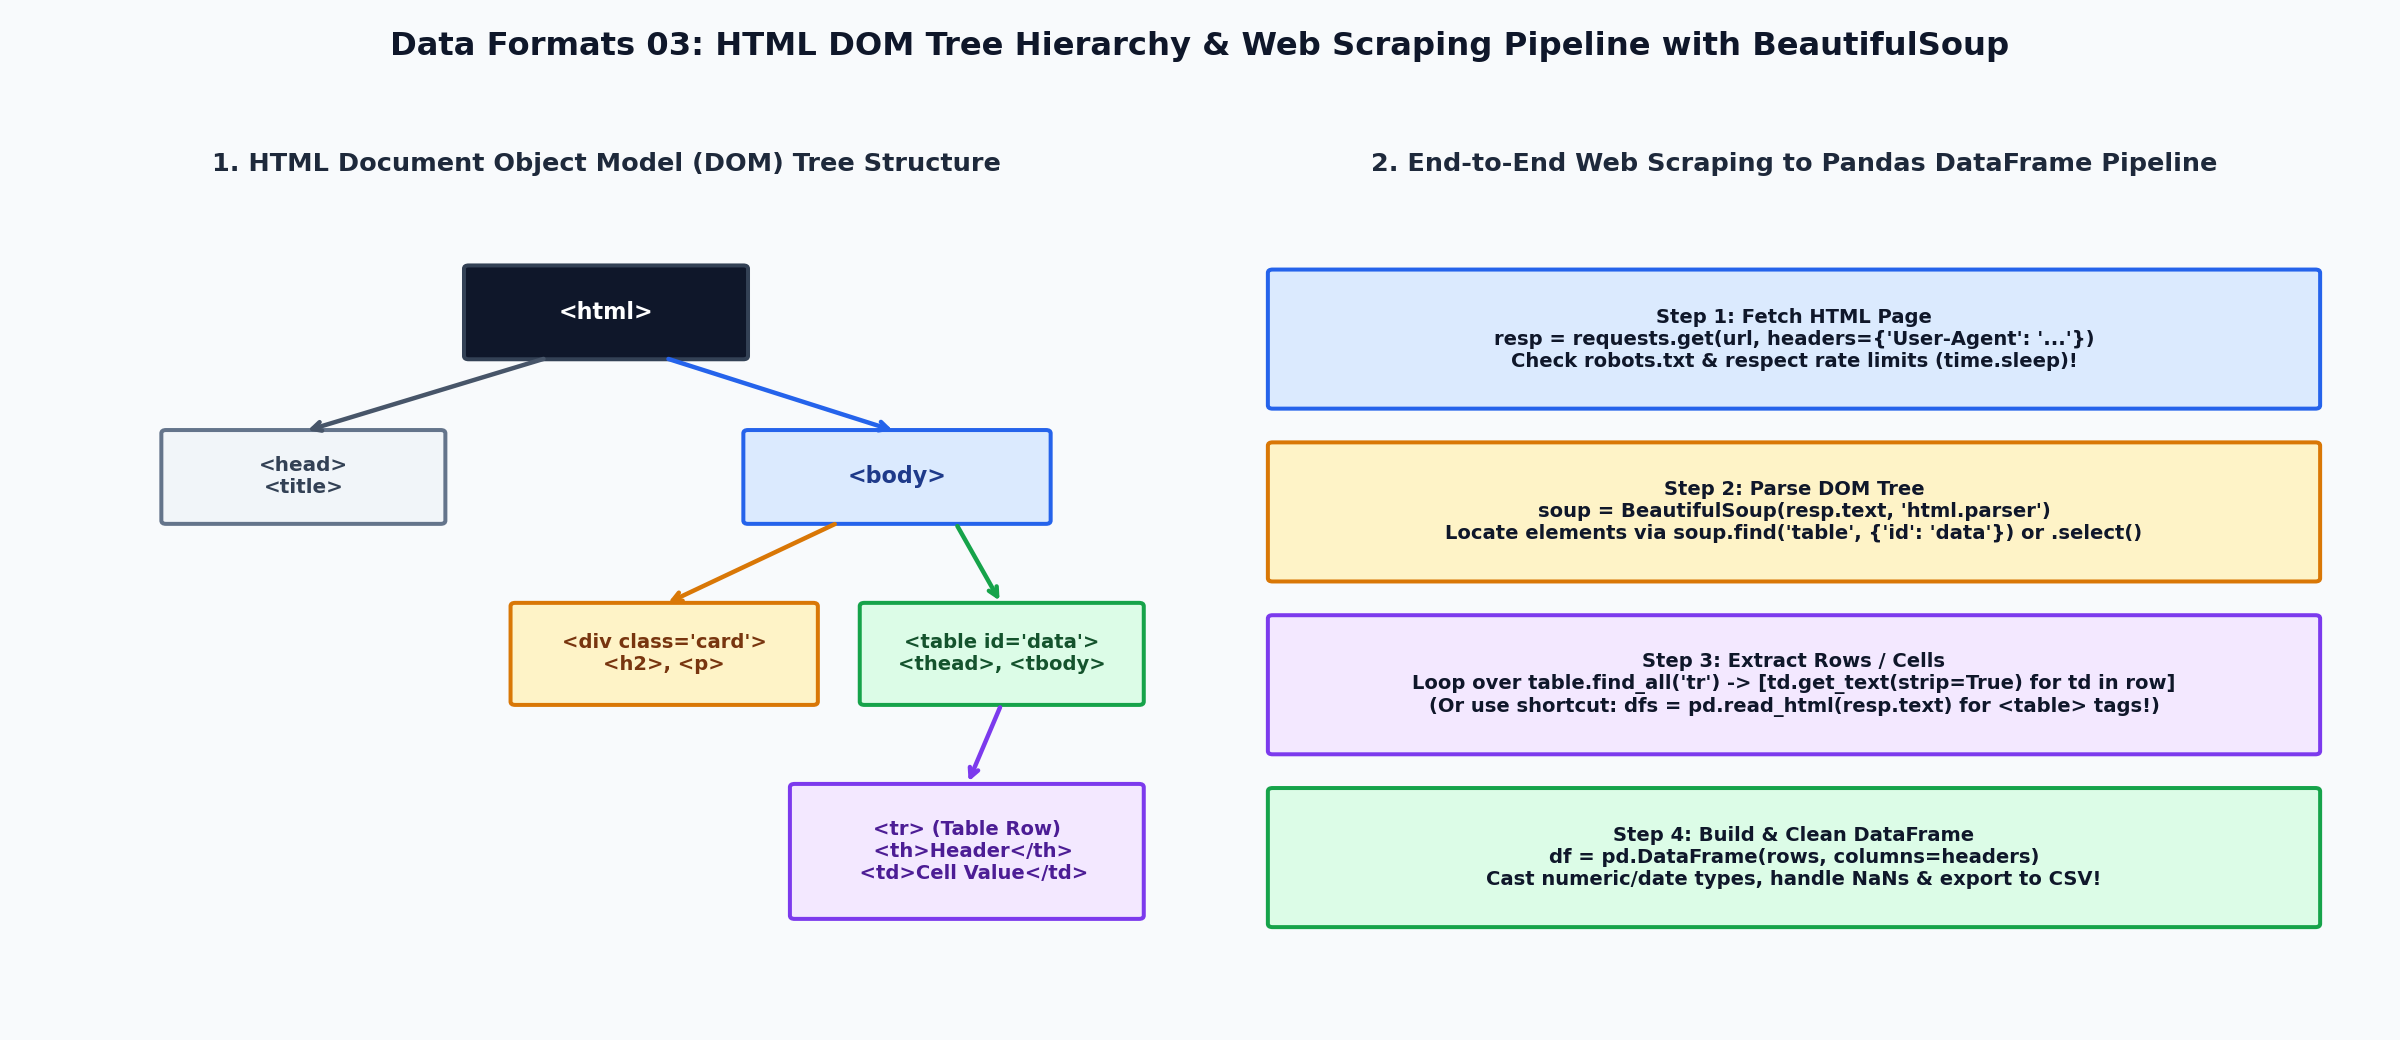 Data Formats 03: HTML DOM Tree Hierarchy & Web Scraping Pipeline with BeautifulSoup
1. HTML Document Object Model (DOM) Tree Structure
<html>
<head>
<title>
<body>
<div class='card'>
<h2>, <p>
<table id='data'>
<thead>, <tbody>
<tr> (Table Row)
<th>Header</th>
<td>Cell Value</td>
2. End-to-End Web Scraping to Pandas DataFrame Pipeline
Step 1: Fetch HTML Page
resp = requests.get(url, headers={'User-Agent': '...'})
Check robots.txt & respect rate limits (time.sleep)!
Step 2: Parse DOM Tree
soup = BeautifulSoup(resp.text, 'html.parser')
Locate elements via soup.find('table', {'id': 'data'}) or .select()
Step 3: Extract Rows / Cells
Loop over table.find_all('tr') -> [td.get_text(strip=True) for td in row]
(Or use shortcut: dfs = pd.read_html(resp.text) for <table> tags!)
Step 4: Build & Clean DataFrame
df = pd.DataFrame(rows, columns=headers)
Cast numeric/date types, handle NaNs & export to CSV!